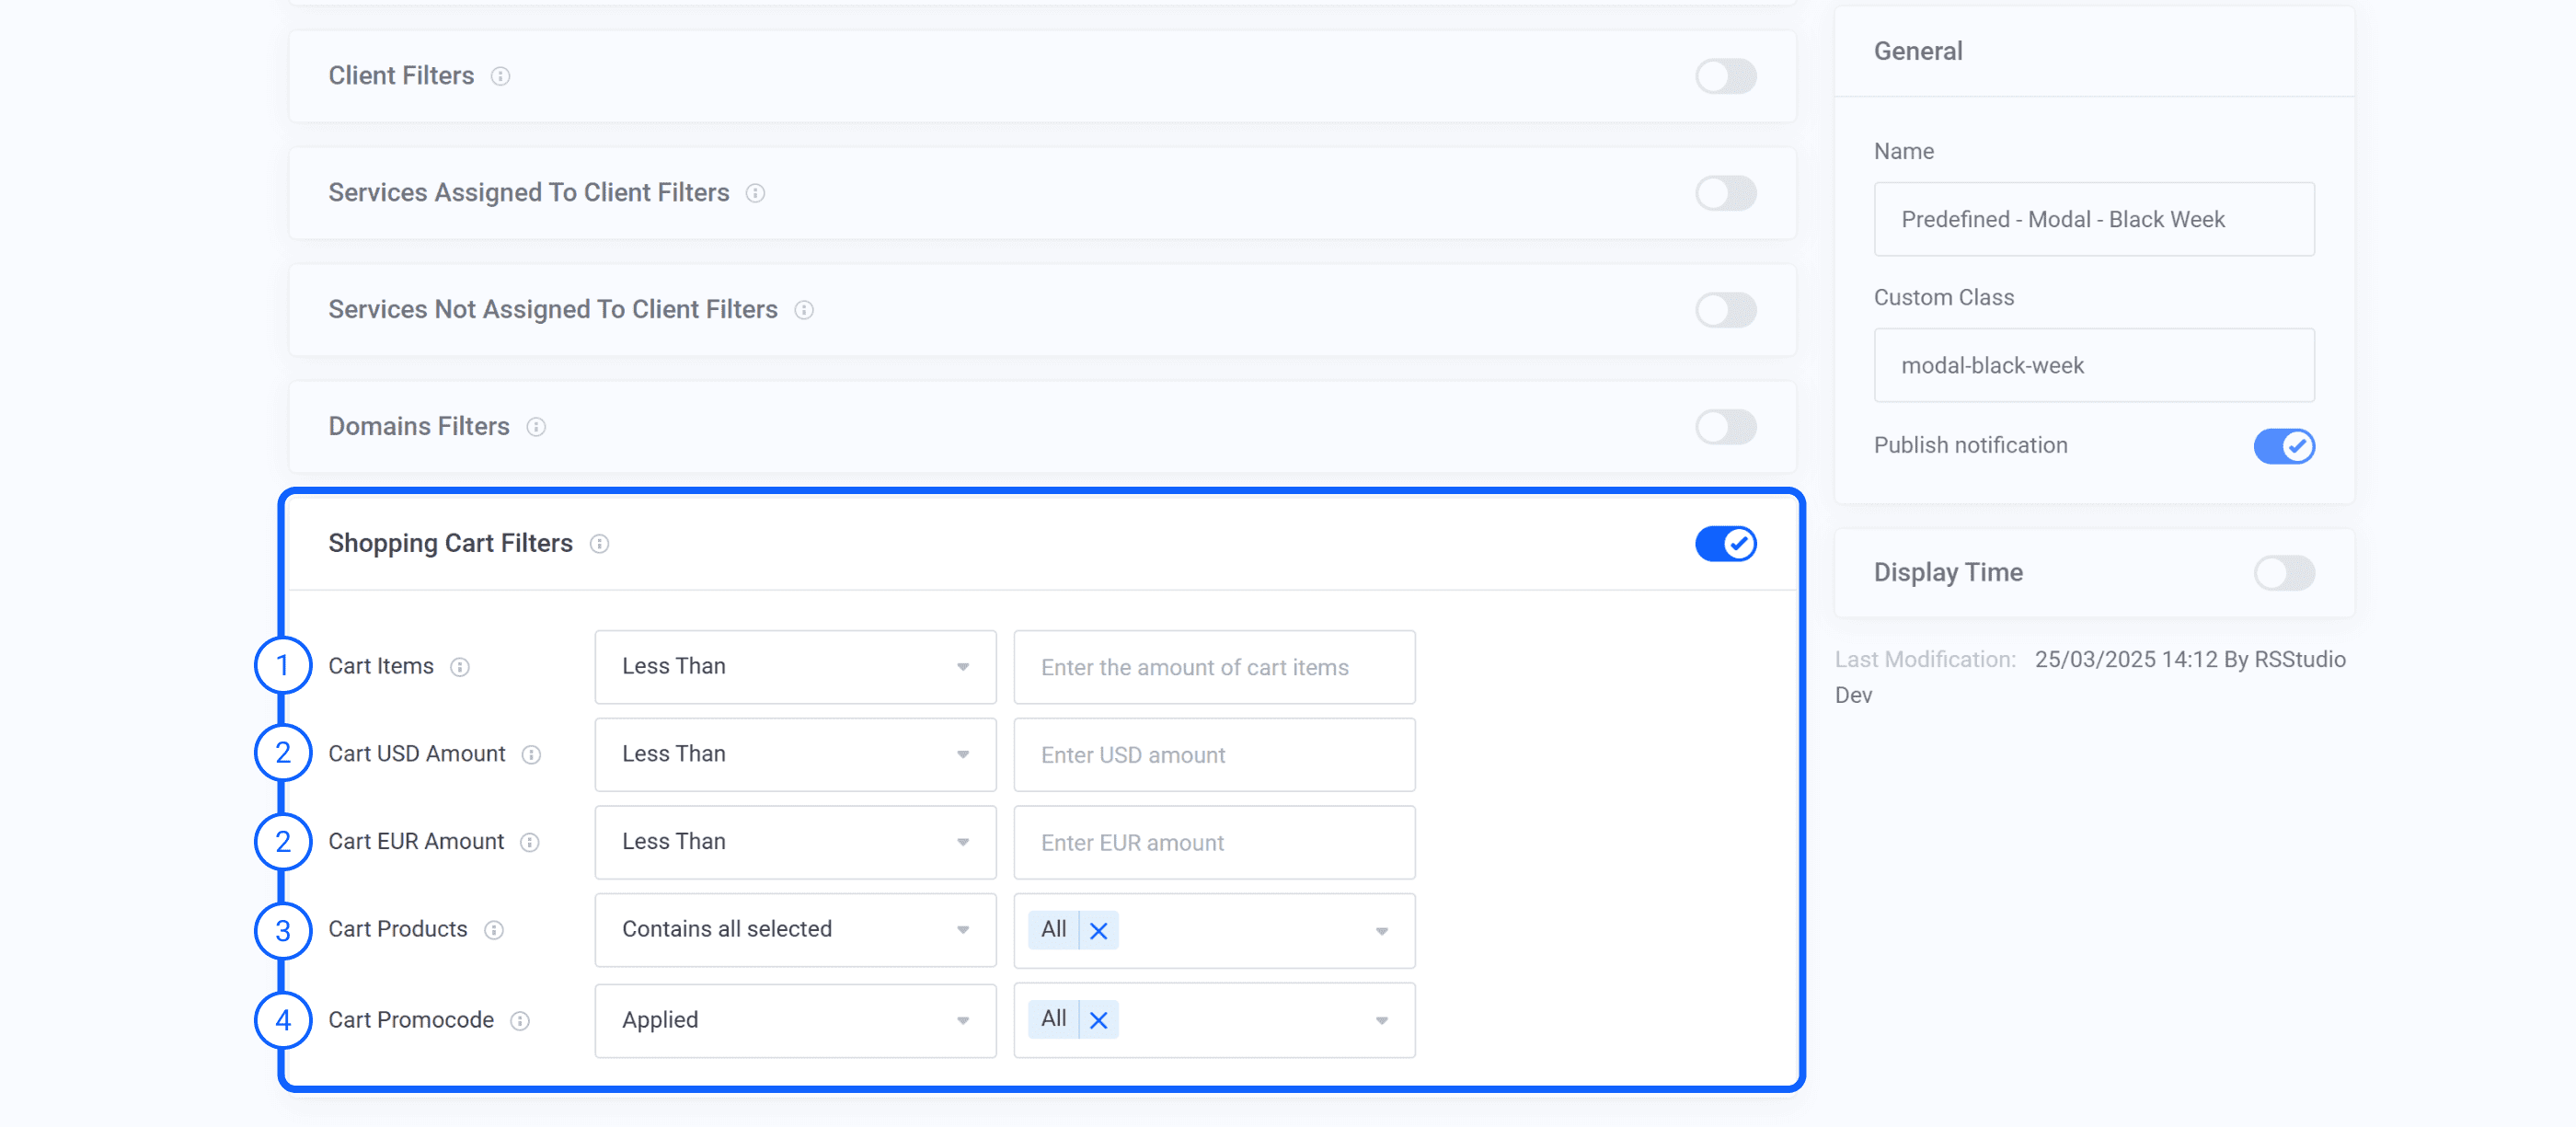 Client Filters
Services Assigned To Client Filters
Services Not Assigned To Client Filters
Domains Filters
Shopping Cart Filters
1 Cart Items Less Than Enter the amount of cart items
2 Cart USD Amount Less Than Enter USD amount
2 Cart EUR Amount Less Than Enter EUR amount
3 Cart Products Contains all selected All
4 Cart Promocode Applied All
General
Name
Predefined - Modal - Black Week
Custom Class
modal-black-week
Publish notification
Display Time
Last Modification: 25/03/2025 14:12 By RSStudio
Dev